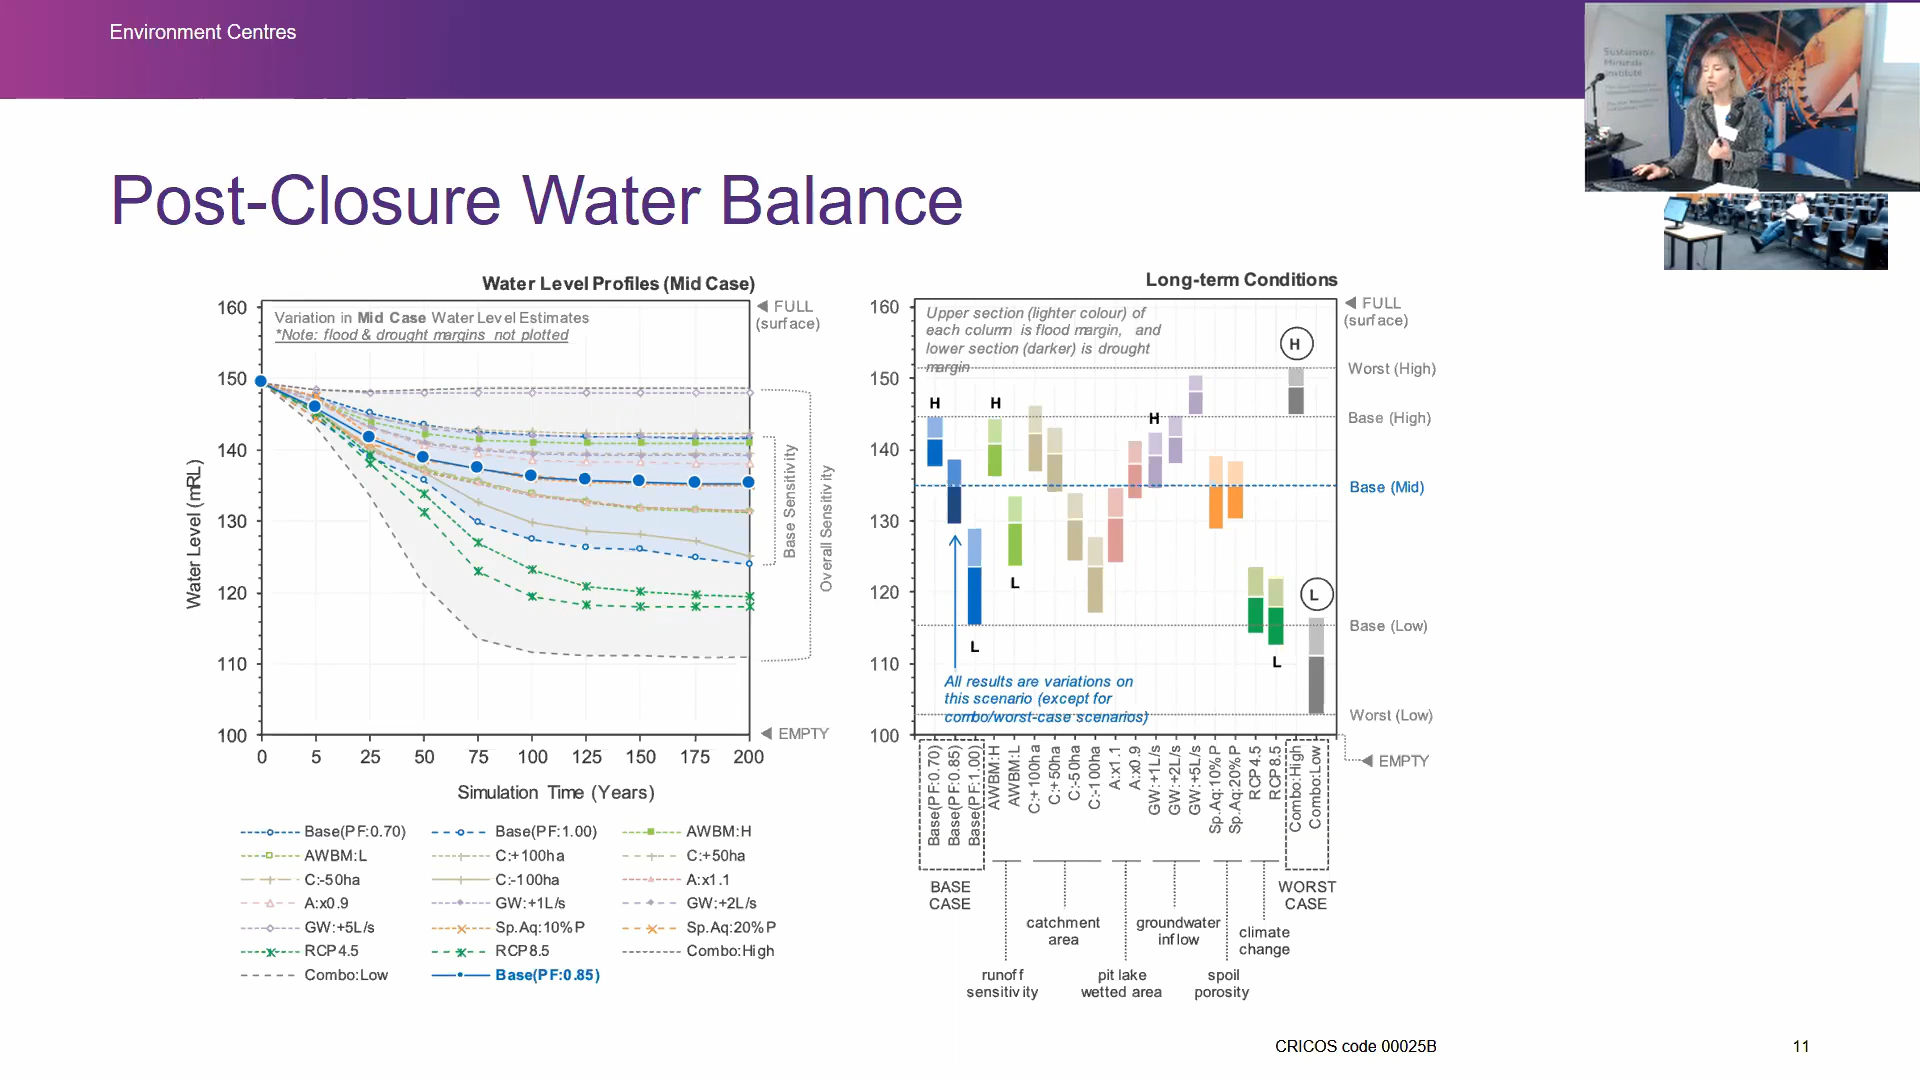 Environment Centres
Sustainable
Minerals
Institute
Post-Closure Water Balance
Water Level Profiles (Mid Case)
Variation in Mid Case Water Level Estimates
*Note: flood & drought margins not plotted
160
150
140
130
120
110
100
Water Level (mRL)
0 5 25 50 75 100 125 150 175 200
Simulation Time (Years)
FULL
(surface)
EMPTY
Base Sensitivity
Overall Sensitivity
Base(PF:0.70) Base(PF:1.00) AWBM:H
AWBM:L C:+100ha C:+50ha
C:-50ha C:-100ha A:x1.1
A:x0.9 GW:+1L/s GW:+2L/s
GW:+5L/s Sp.Aq:10%P Sp.Aq:20%P
RCP4.5 RCP8.5 Combo:High
Combo:Low Base(PF:0.85)
Long-term Conditions
Upper section (lighter colour) of
each column is flood margin, and
lower section (darker) is drought
margin
160
150
140
130
120
110
100
H
H
H
H
L
L
L
L
All results are variations on
this scenario (except for
combo/worst-case scenarios)
FULL
(surface)
Worst (High)
Base (High)
Base (Mid)
Base (Low)
Worst (Low)
EMPTY
Base(PF:0.70)
Base(PF:0.85)
Base(PF:1.00)
AWBM:H
AWBM:L
C:+100ha
C:+50ha
C:-50ha
C:-100ha
A:x1.1
A:x0.9
GW:+1L/s
GW:+2L/s
GW:+5L/s
Sp.Aq:10%P
Sp.Aq:20%P
RCP4.5
RCP8.5
Combo:High
Combo:Low
BASE
CASE
runoff
sensitivity
catchment
area
pit lake
wetted area
groundwater
inflow
spoil
porosity
climate
change
WORST
CASE
CRICOS code 00025B
11